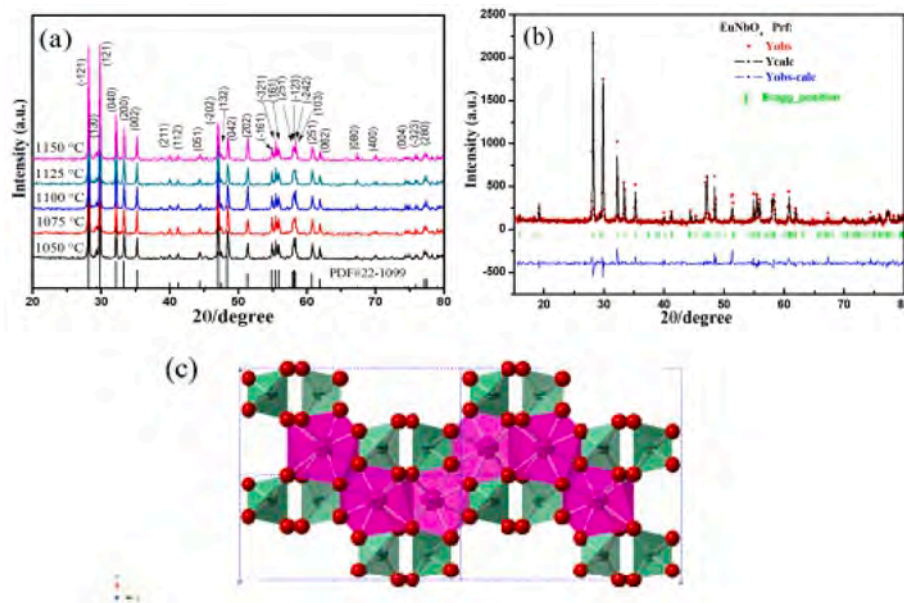 (a)
(-121)
(130)
(121)
(040)
(200)
(002)
(211)
(112)
(051)
(-202)
(-132)
(042)
(202)
(-161)
(-321)
(161)
(251)
(-123)
(-242)
(251)
(103)
(062)
(080)
(400)
(004)
(-323)
(280)
1150 °C
1125 °C
1100 °C
1075 °C
1050 °C
PDF#22-1099
Intensity (a.u.)
20 30 40 50 60 70 80
2θ/degree
(b)
EuNbO4 Prf:
Yobs
Ycalc
Yobs-calc
Bragg_position
Intensity (a.u.)
2500
2000
1500
1000
500
0
-500
20 30 40 50 60 70 80
2θ/degree
(c)